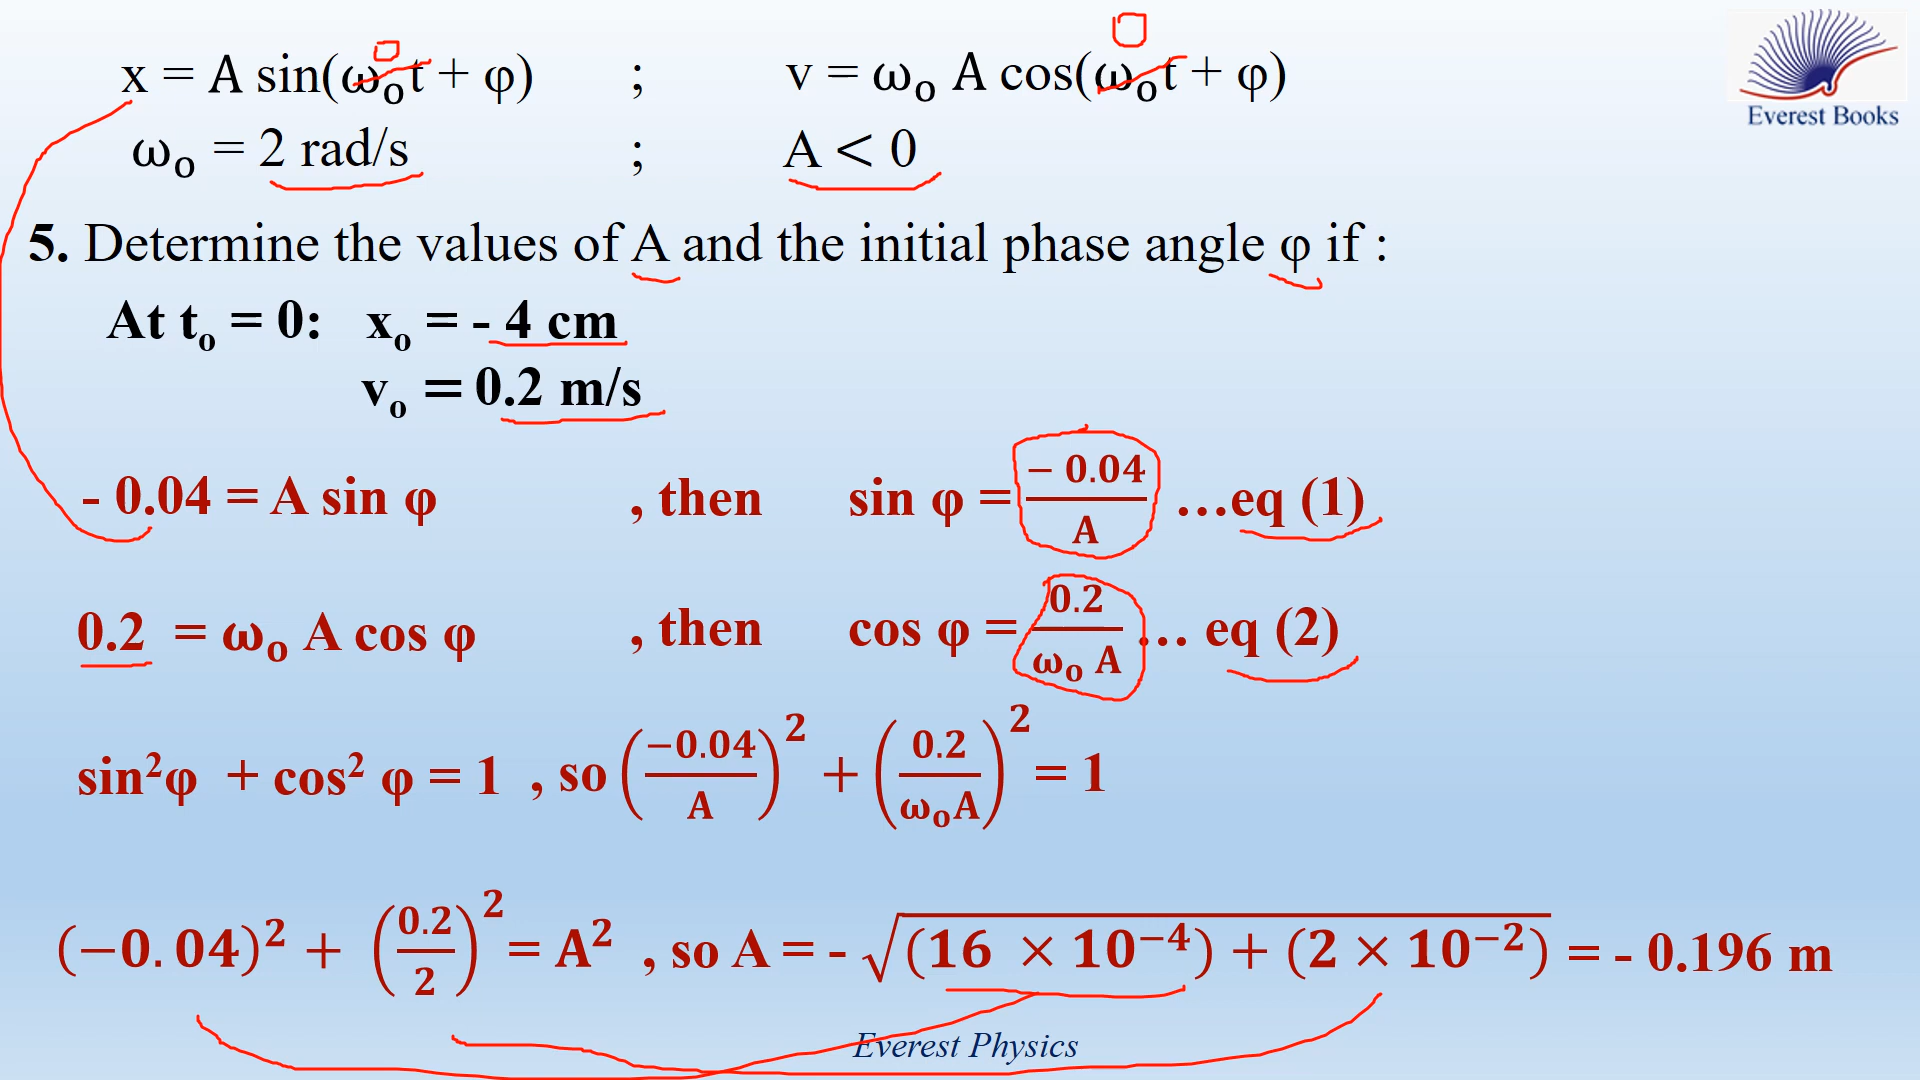 x = A sin(ω₀t + φ) ; v = ω₀ A cos(ω₀t + φ)
Everest Books
ω₀ = 2 rad/s ; A < 0
5. Determine the values of A and the initial phase angle φ if :
At t₀ = 0: x₀ = - 4 cm
v₀ = 0.2 m/s
- 0.04 = A sin φ , then sin φ = −0.04/A …eq (1)
0.2 = ω₀ A cos φ , then cos φ = 0.2/(ω₀ A) … eq (2)
sin²φ + cos² φ = 1 , so (−0.04/A)² + (0.2/(ω₀A))² = 1
(−0.04)² + (0.2/2)² = A² , so A = - √((16 × 10⁻⁴) + (2 × 10⁻²)) = - 0.196 m
Everest Physics